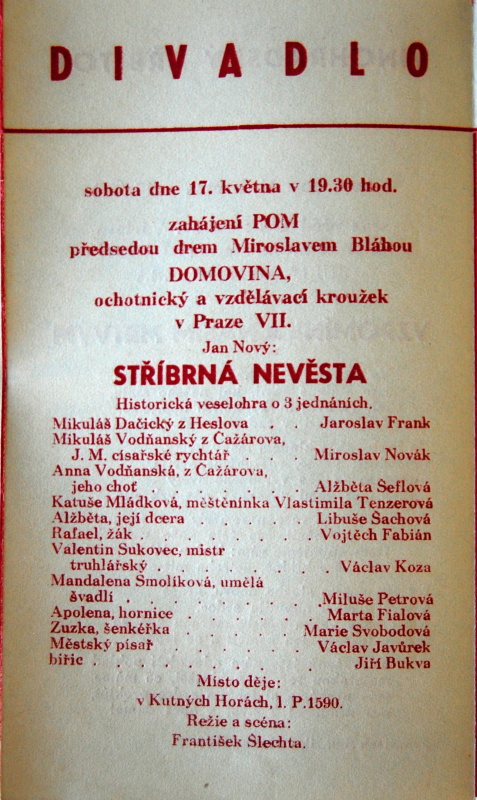 DIVADLO
sobota dne 17. května v 19.30 hod.
zahájení POM
předsedou drem Miroslavem Bláhou
DOMOVINA,
ochotnický a vzdělávací kroužek
v Praze VII.
Jan Nový:
STŘÍBRNÁ NEVĚSTA
Historická veselohra o 3 jednáních.
Mikuláš Dačický z Heslova . . Jaroslav Frank
Mikuláš Vodňanský z Čažárova,
J. M. císařské rychtář . . . Miroslav Novák
Anna Vodňanská, z Čažárova,
jeho choť . . . . . . Alžběta Šeflová
Katuše Mládková, měštěnínka Vlastimila Tenzerová
Alžběta, její dcera . . . . . Libuše Sachová
Rafael, žák . . . . . . . Vojtěch Fabián
Valentin Sukovec, mistr
truhlářský . . . . . . . Václav Koza
Mandalena Smolíková, umělá
švadlí . . . . . . . Miluše Petrová
Apolena, hornice . . . . . Marta Fialová
Zuzka, šenkéřka . . . . Marie Svobodová
Městský písař . . . . . . Václav Javůrek
biřic . . . . . . . . . Jiří Bukva
Místo děje:
v Kutných Horách, l. P. 1590.
Režie a scéna:
František Šlechta.